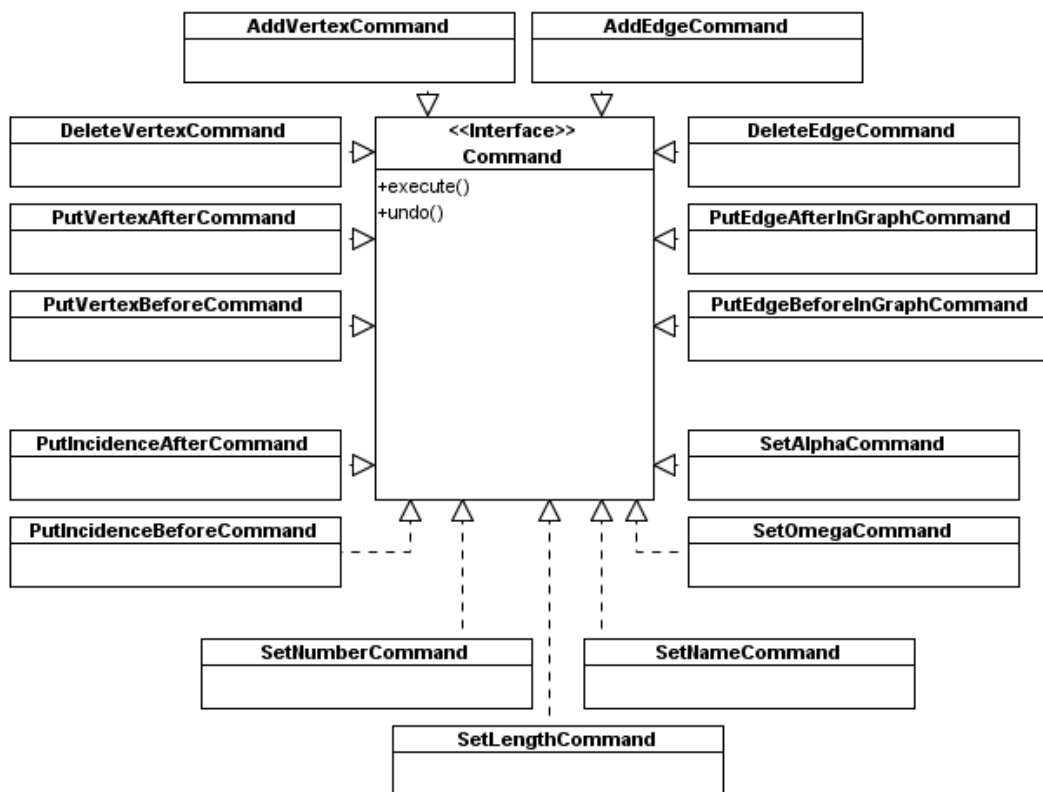 AddVertexCommand
AddEdgeCommand
DeleteVertexCommand
<<Interface>>
Command
DeleteEdgeCommand
+execute()
+undo()
PutVertexAfterCommand
PutEdgeAfterInGraphCommand
PutVertexBeforeCommand
PutEdgeBeforeInGraphCommand
PutIncidenceAfterCommand
SetAlphaCommand
PutIncidenceBeforeCommand
SetOmegaCommand
SetNumberCommand
SetNameCommand
SetLengthCommand